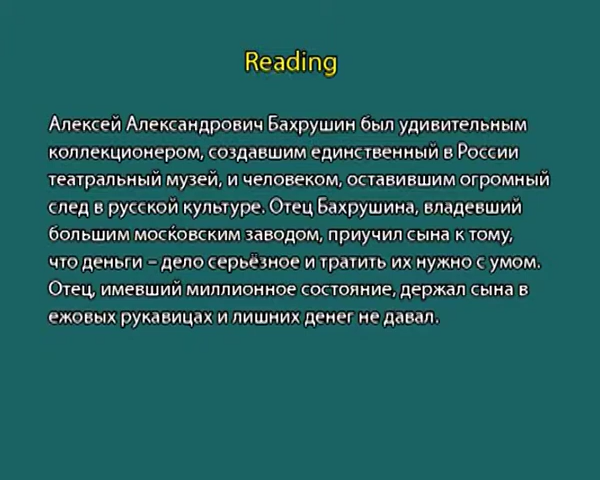 Reading
Алексей Александрович Бахрушин был удивительным
коллекционером, создавшим единственный в России
театральный музей, и человеком, оставившим огромный
след в русской культуре. Отец Бахрушина, владевший
большим москóвским заводом, приучил сына к тому,
что деньги – дело серьёзное и тратить их нужно с умом.
Отец, имевший миллионное состояние, держал сына в
ежовых рукавицах и лишних денег не давал.